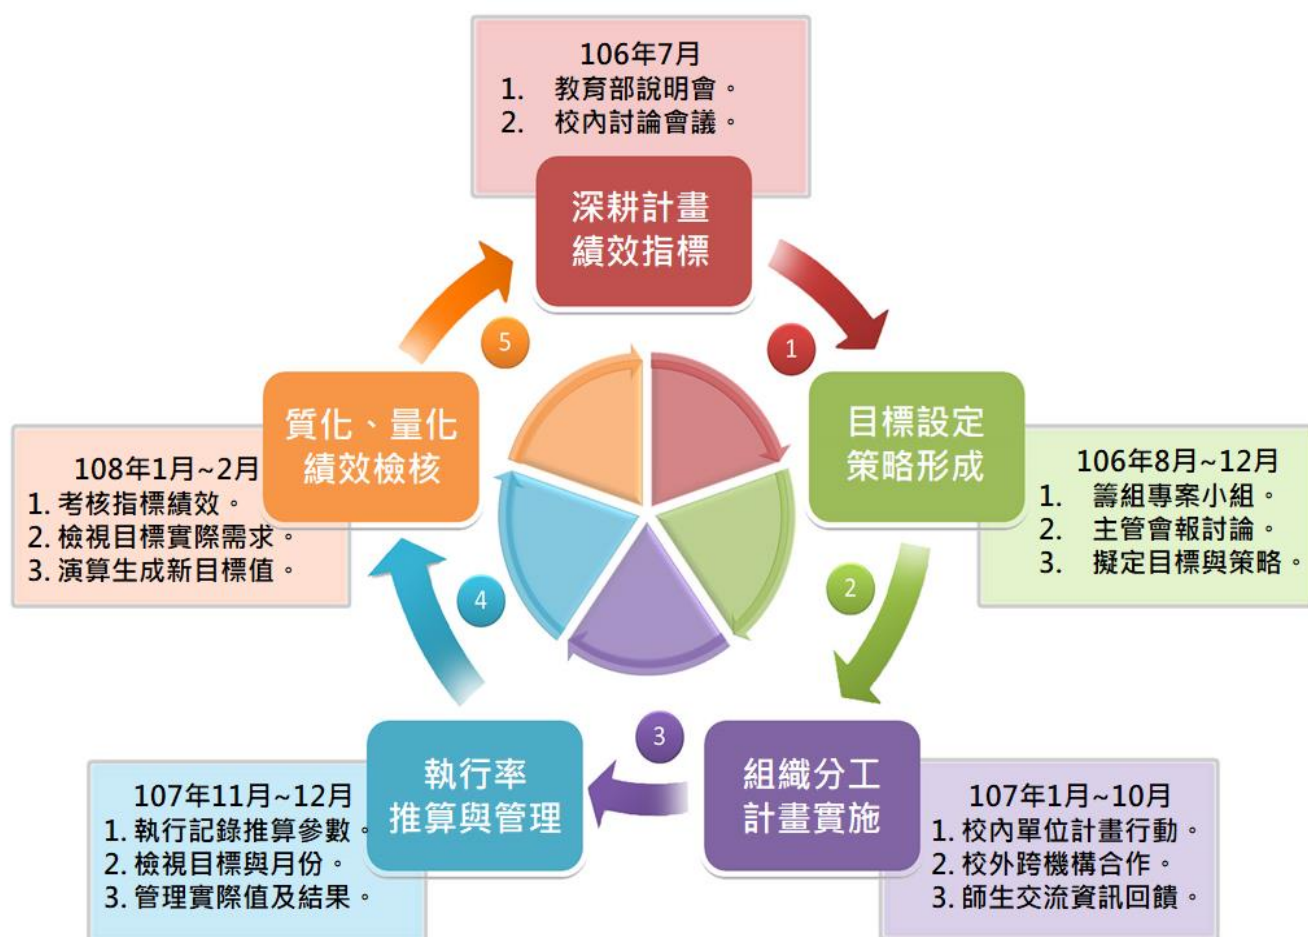 106年7月
1. 教育部說明會。
2. 校內討論會議。
深耕計畫
績效指標
1
目標設定
策略形成
106年8月~12月
1. 籌組專案小組。
2. 主管會報討論。
3. 擬定目標與策略。
2
組織分工
計畫實施
107年1月~10月
1. 校內單位計畫行動。
2. 校外跨機構合作。
3. 師生交流資訊回饋。
3
執行率
推算與管理
107年11月~12月
1. 執行記錄推算參數。
2. 檢視目標與月份。
3. 管理實際值及結果。
4
質化、量化
績效檢核
108年1月~2月
1. 考核指標績效。
2. 檢視目標實際需求。
3. 演算生成新目標值。
5